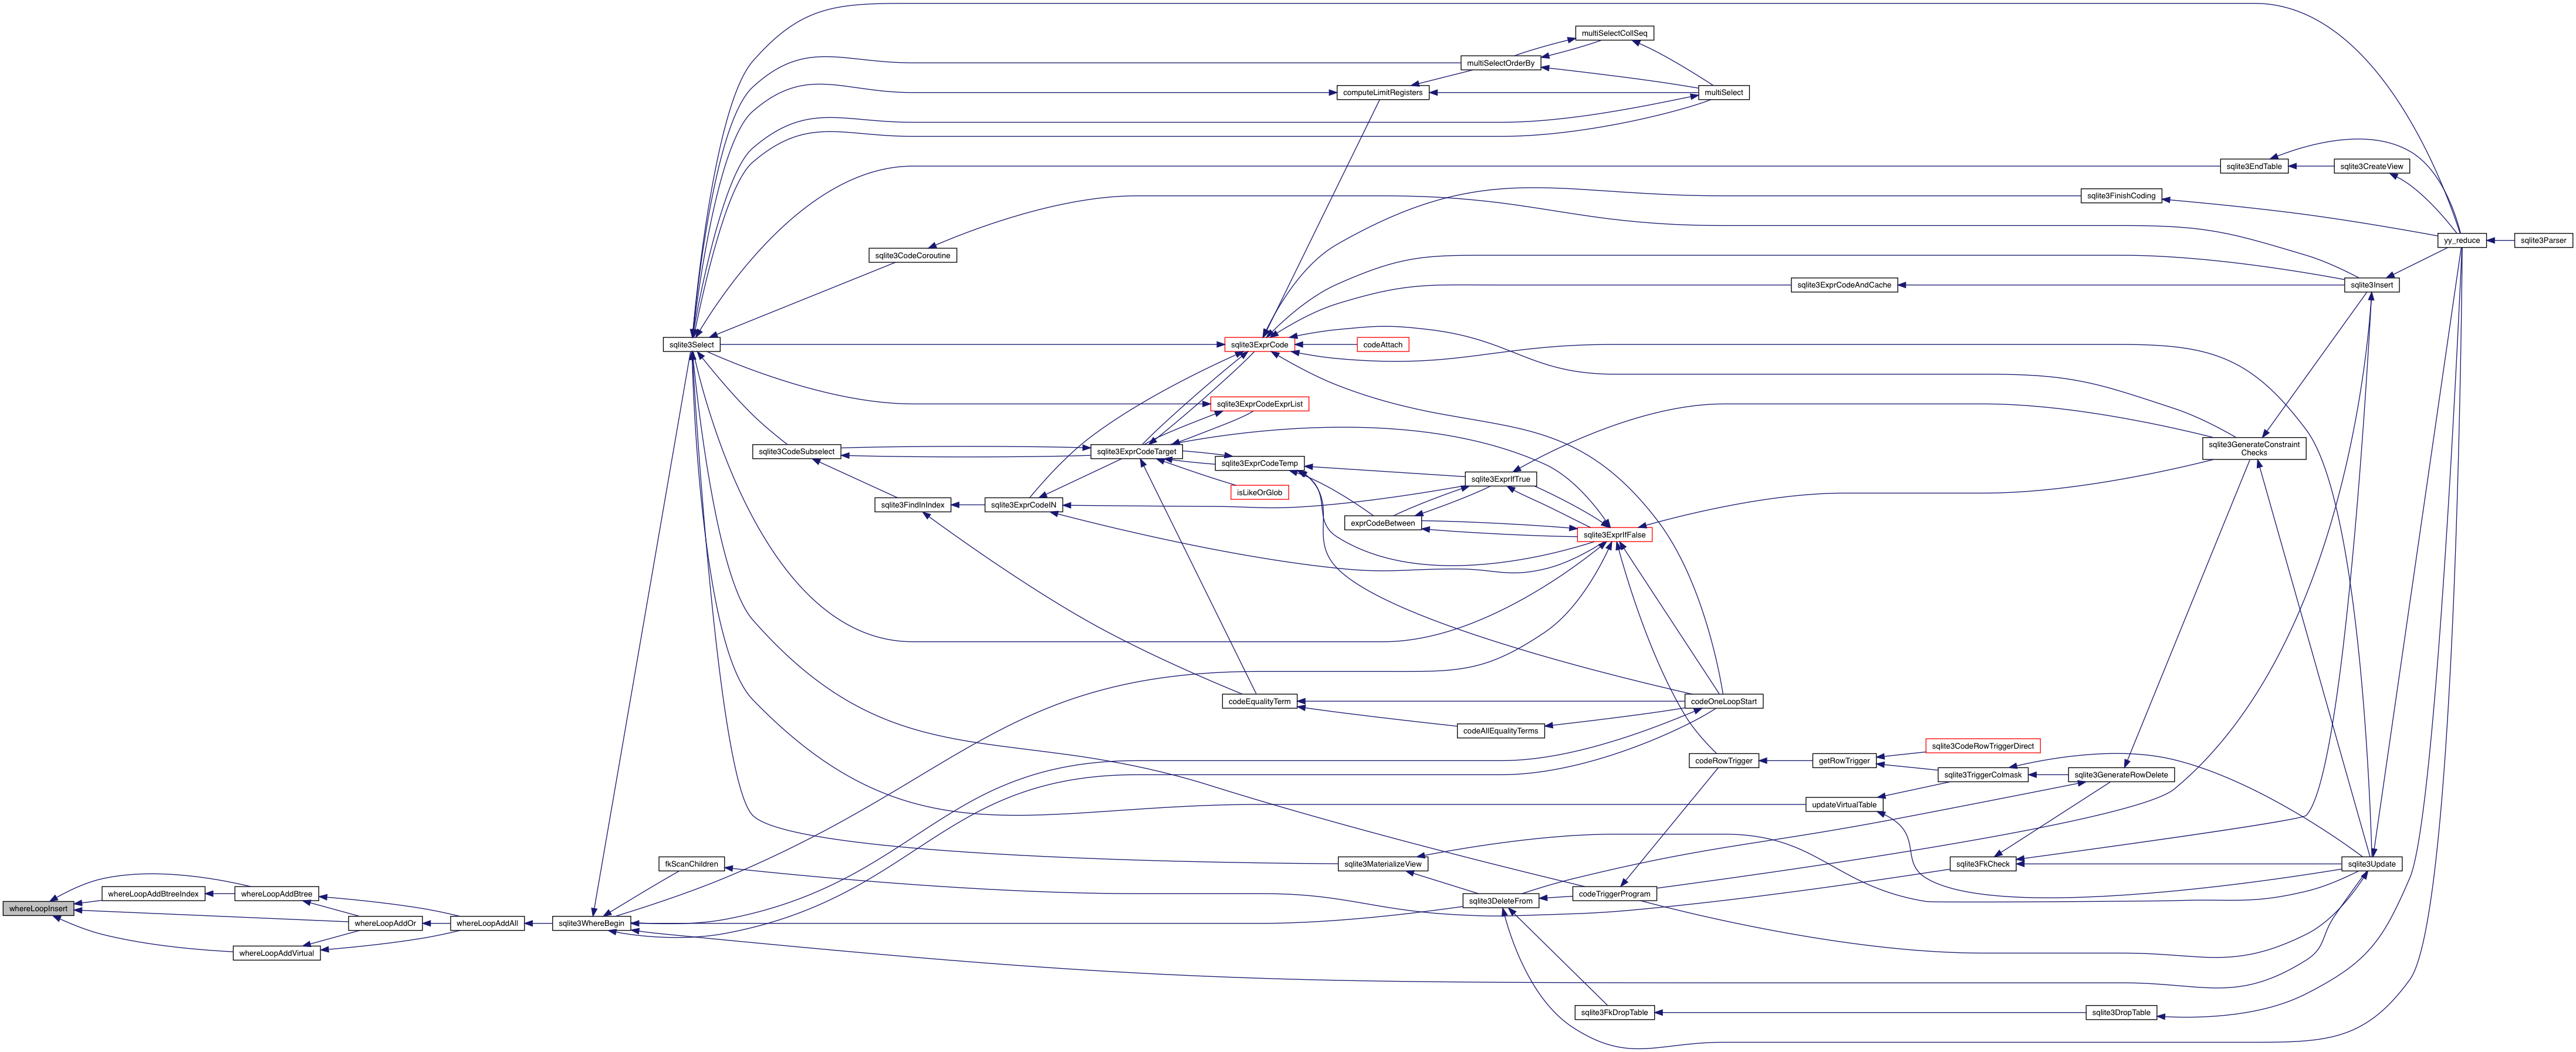 multiSelectCollSeq
multiSelectOrderBy
computeLimitRegisters
multiSelect
sqlite3EndTable
sqlite3CreateView
sqlite3FinishCoding
yy_reduce
sqlite3Parser
sqlite3CodeCoroutine
sqlite3ExprCodeAndCache
sqlite3Insert
sqlite3Select
sqlite3ExprCode
codeAttach
sqlite3ExprCodeExprList
sqlite3CodeSubselect
sqlite3ExprCodeTarget
sqlite3GenerateConstraint
Checks
sqlite3ExprCodeTemp
sqlite3ExprIfTrue
isLikeOrGlob
sqlite3FindInIndex
sqlite3ExprCodeIN
exprCodeBetween
sqlite3ExprIfFalse
codeEqualityTerm
codeOneLoopStart
codeAllEqualityTerms
sqlite3CodeRowTriggerDirect
codeRowTrigger
getRowTrigger
sqlite3TriggerColmask
sqlite3GenerateRowDelete
updateVirtualTable
fkScanChildren
sqlite3MaterializeView
sqlite3FkCheck
sqlite3Update
whereLoopAddBtreeIndex
whereLoopAddBtree
codeTriggerProgram
sqlite3DeleteFrom
whereLoopInsert
whereLoopAddOr
whereLoopAddAll
sqlite3WhereBegin
whereLoopAddVirtual
sqlite3FkDropTable
sqlite3DropTable